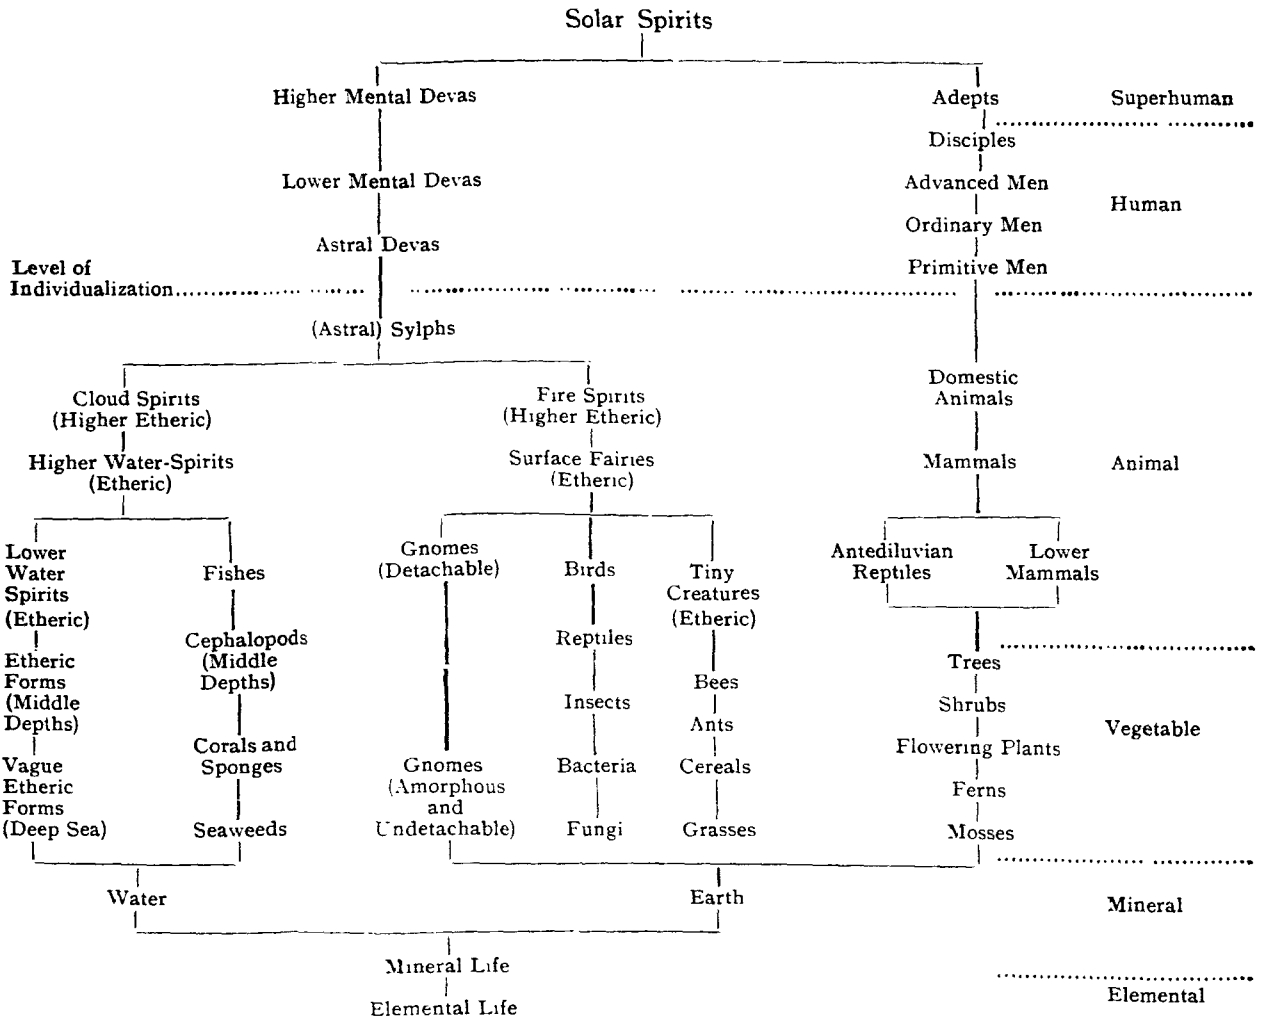 Solar Spirits
Higher Mental Devas
Adepts
Superhuman
Disciples
Lower Mental Devas
Advanced Men
Human
Ordinary Men
Astral Devas
Primitive Men
Level of
Individualization
(Astral) Sylphs
Cloud Spirits
(Higher Etheric)
Fire Spirits
(Higher Etheric)
Domestic
Animals
Higher Water-Spirits
(Etheric)
Surface Fairies
(Etheric)
Mammals
Animal
Lower
Water
Spirits
(Etheric)
Fishes
Gnomes
(Detachable)
Birds
Tiny
Creatures
(Etheric)
Antediluvian
Reptiles
Lower
Mammals
Etheric
Forms
(Middle
Depths)
Cephalopods
(Middle
Depths)
Reptiles
Insects
Bees
Ants
Trees
Shrubs
Flowering Plants
Vegetable
Vague
Etheric
Forms
(Deep Sea)
Corals and
Sponges
Seaweeds
Gnomes
(Amorphous
and
Undetachable)
Bacteria
Fungi
Cereals
Grasses
Ferns
Mosses
Water
Earth
Mineral
Mineral Life
Elemental Life
Elemental